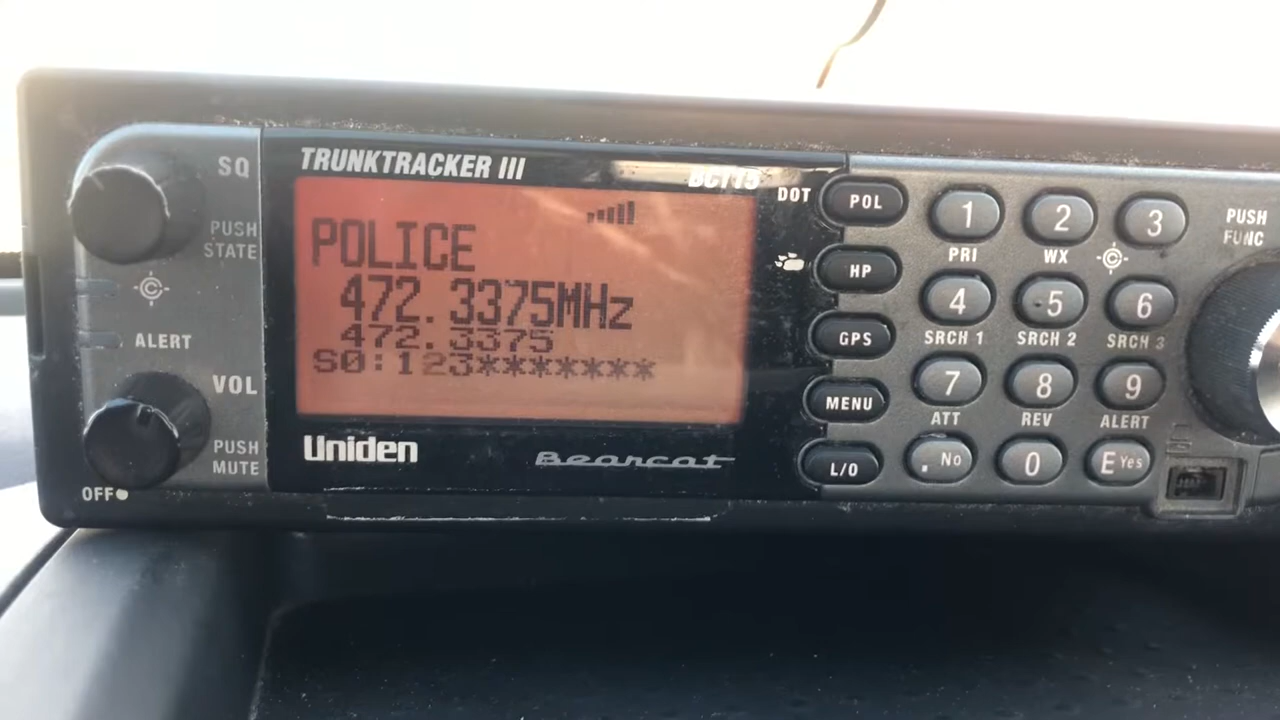 TRUNKTRACKER III
BCT15
SQ
PUSH
STATE
ALERT
VOL
PUSH
MUTE
OFF
POLICE
472.3375MHz
472.3375
S0:123*******
Uniden
Bearcat
DOT
POL
HP
GPS
MENU
L/O
1 2 3
PRI WX
4 5 6
SRCH 1 SRCH 2 SRCH 3
7 8 9
ATT REV ALERT
. No 0 E Yes
PUSH
FUNC